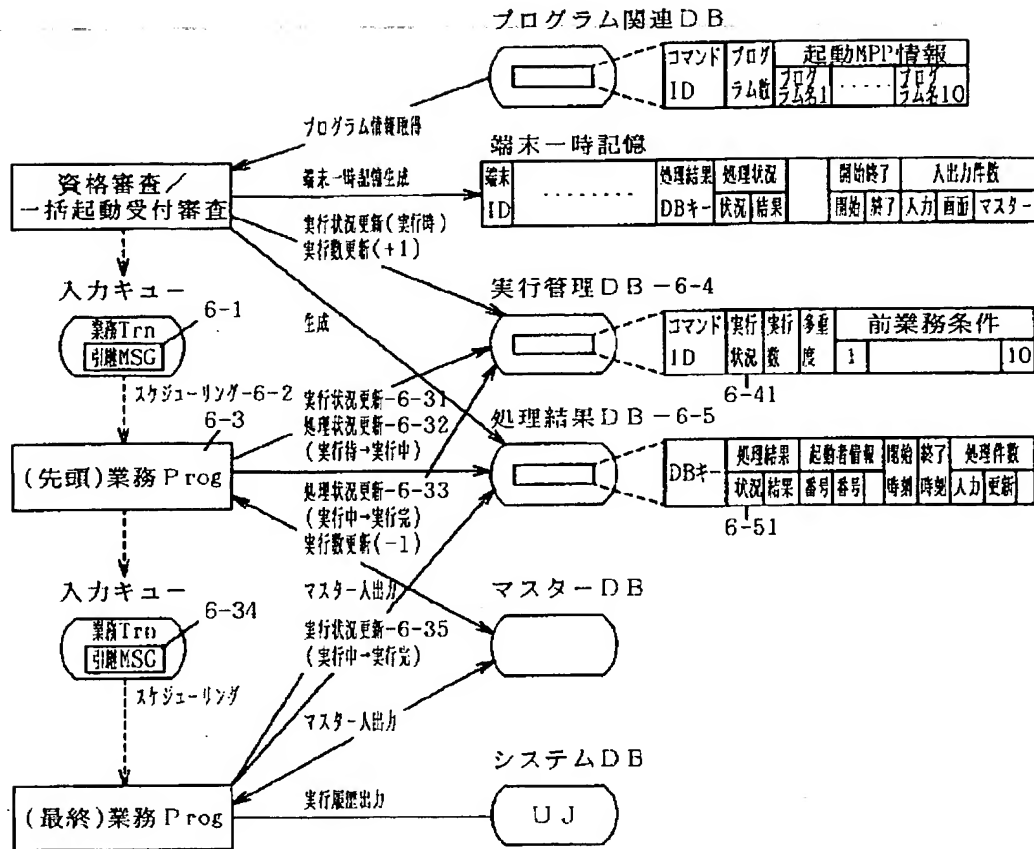 プログラム関連DB
コマンド ID
プログラム数
起動MPP情報
プログラム名1
.....
プログラム名10
プログラム情報取得
端末一時記憶
端末 ID
........
処理結果 DBキー
処理状況
状況 結果
開始終了
開始 終了
入出力件数
入力 画面 マスター
資格審査/
一括起動受付審査
端末一時記憶生成
実行状況更新(実行時)
実行数更新(+1)
生成
入力キュー
6-1
業務Trn
引継MSG
スケジューリング-6-2
実行管理DB-6-4
コマンド ID
実行状況
実行数
多重度
前業務条件
1
10
6-41
実行状況更新-6-31
処理状況更新-6-32
(実行待→実行中)
6-3
(先頭)業務Prog
処理結果DB-6-5
DBキー
処理結果
状況 結果
起動者情報
番号 番号
開始時刻
終了時刻
処理件数
入力 更新
6-51
処理状況更新-6-33
(実行中→実行完)
実行数更新(-1)
マスター入出力
入力キュー
6-34
業務Trn
引継MSG
スケジューリング
実行状況更新-6-35
(実行中→実行完)
マスターDB
マスター入出力
システムDB
UJ
(最終)業務Prog
実行履歴出力